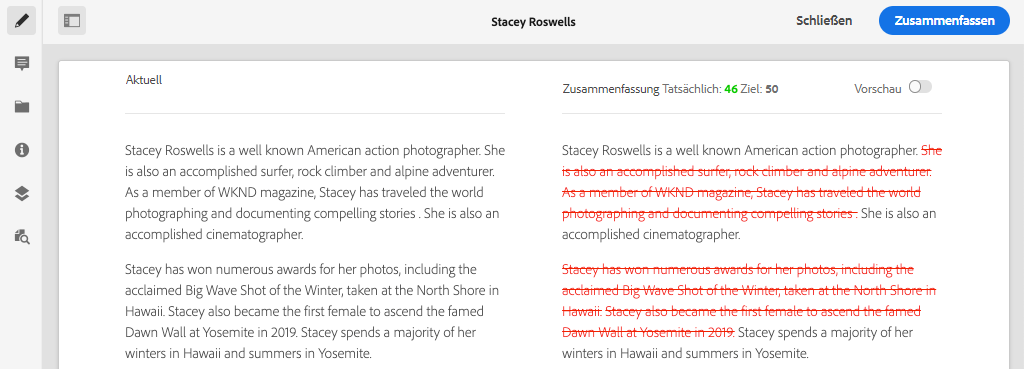 Stacey Roswells
Schließen
Zusammenfassen
Aktuell
Stacey Roswells is a well known American action photographer. She
is also an accomplished surfer, rock climber and alpine adventurer.
As a member of WKND magazine, Stacey has traveled the world
photographing and documenting compelling stories . She is also an
accomplished cinematographer.
Stacey has won numerous awards for her photos, including the
acclaimed Big Wave Shot of the Winter, taken at the North Shore in
Hawaii. Stacey also became the first female to ascend the famed
Dawn Wall at Yosemite in 2019. Stacey spends a majority of her
winters in Hawaii and summers in Yosemite.
Zusammenfassung Tatsächlich: 46 Ziel: 50
Vorschau
Stacey Roswells is a well known American action photographer. She
is also an accomplished surfer, rock climber and alpine adventurer.
As a member of WKND magazine, Stacey has traveled the world
photographing and documenting compelling stories . She is also an
accomplished cinematographer.
Stacey has won numerous awards for her photos, including the
acclaimed Big Wave Shot of the Winter, taken at the North Shore in
Hawaii. Stacey also became the first female to ascend the famed
Dawn Wall at Yosemite in 2019. Stacey spends a majority of her
winters in Hawaii and summers in Yosemite.